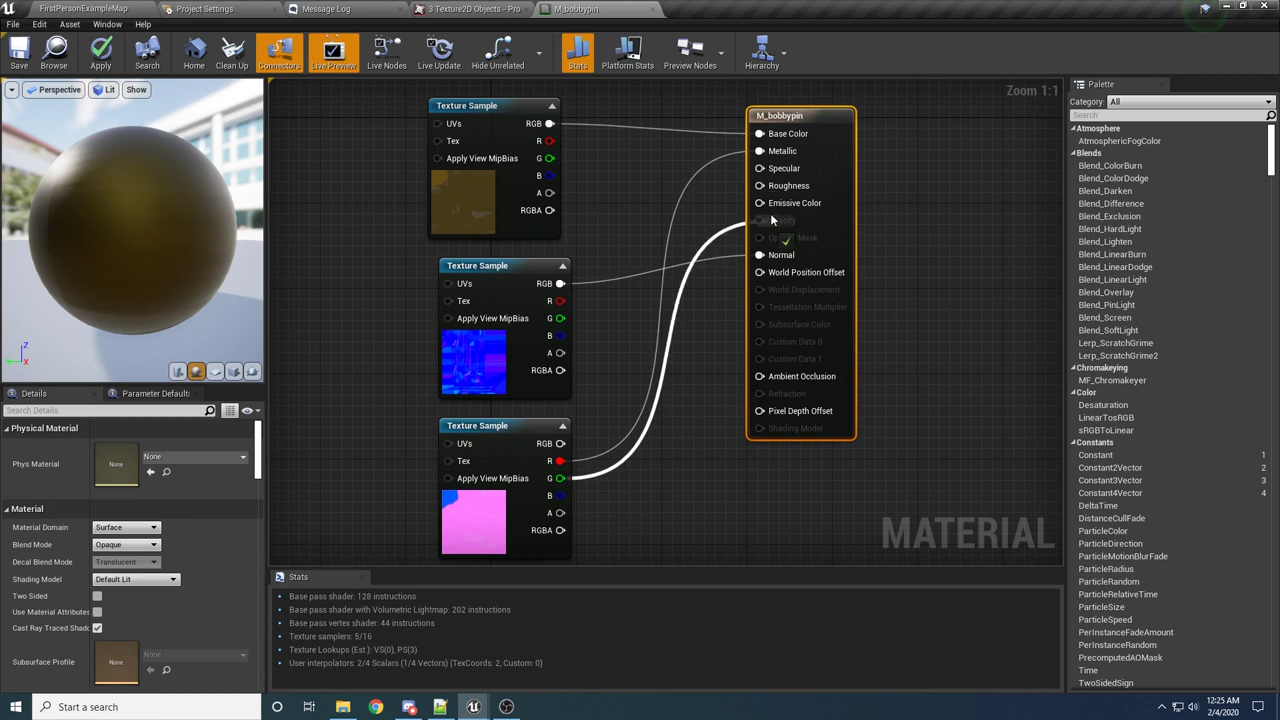 FirstPersonExampleMap
Project Settings
Message Log
3 Texture2D Objects - Pro
M_bobbypin
File Edit Asset Window Help
Save
Browse
Apply
Search
Home
Clean Up
Connectors
Live Preview
Live Nodes
Live Update
Hide Unrelated
Stats
Platform Stats
Preview Nodes
Hierarchy
Perspective
Lit
Show
Z
X
Details
Parameter Default
Search Details
Physical Material
Phys Material
None
None
Material
Material Domain Surface
Blend Mode Opaque
Decal Blend Mode Translucent
Shading Model Default Lit
Two Sided
Use Material Attributes
Cast Ray Traced Shado
Subsurface Profile
None
None
Zoom 1:1
Texture Sample
UVs RGB
Tex R
Apply View MipBias G
B
A
RGBA
Texture Sample
UVs RGB
Tex R
Apply View MipBias G
B
A
RGBA
Texture Sample
UVs RGB
Tex R
Apply View MipBias G
B
A
RGBA
M_bobbypin
Base Color
Metallic
Specular
Roughness
Emissive Color
Mask
Normal
World Position Offset
World Displacement
Tessellation Multiplier
Subsurface Color
Custom Data 0
Custom Data 1
Ambient Occlusion
Refraction
Pixel Depth Offset
Shading Model
MATERIAL
Stats
Base pass shader: 128 instructions
Base pass shader with Volumetric Lightmap: 202 instructions
Base pass vertex shader: 44 instructions
Texture samplers: 5/16
Texture Lookups (Est.): VS(0), PS(3)
User interpolators: 2/4 Scalars (1/4 Vectors) (TexCoords: 2, Custom: 0)
Palette
Category: All
Search
Atmosphere
AtmosphericFogColor
Blends
Blend_ColorBurn
Blend_ColorDodge
Blend_Darken
Blend_Difference
Blend_Exclusion
Blend_HardLight
Blend_Lighten
Blend_LinearBurn
Blend_LinearDodge
Blend_LinearLight
Blend_Overlay
Blend_PinLight
Blend_Screen
Blend_SoftLight
Lerp_ScratchGrime
Lerp_ScratchGrime2
Chromakeying
MF_Chromakeyer
Color
Desaturation
LinearTosRGB
sRGBToLinear
Constants
Constant 1
Constant2Vector 2
Constant3Vector 3
Constant4Vector 4
DeltaTime
DistanceCullFade
ParticleColor
ParticleDirection
ParticleMotionBlurFade
ParticleRadius
ParticleRandom
ParticleRelativeTime
ParticleSize
ParticleSpeed
PerInstanceFadeAmount
PerInstanceRandom
PrecomputedAOMask
Time
TwoSidedSign
Start a search
12:25 AM
2/4/2020